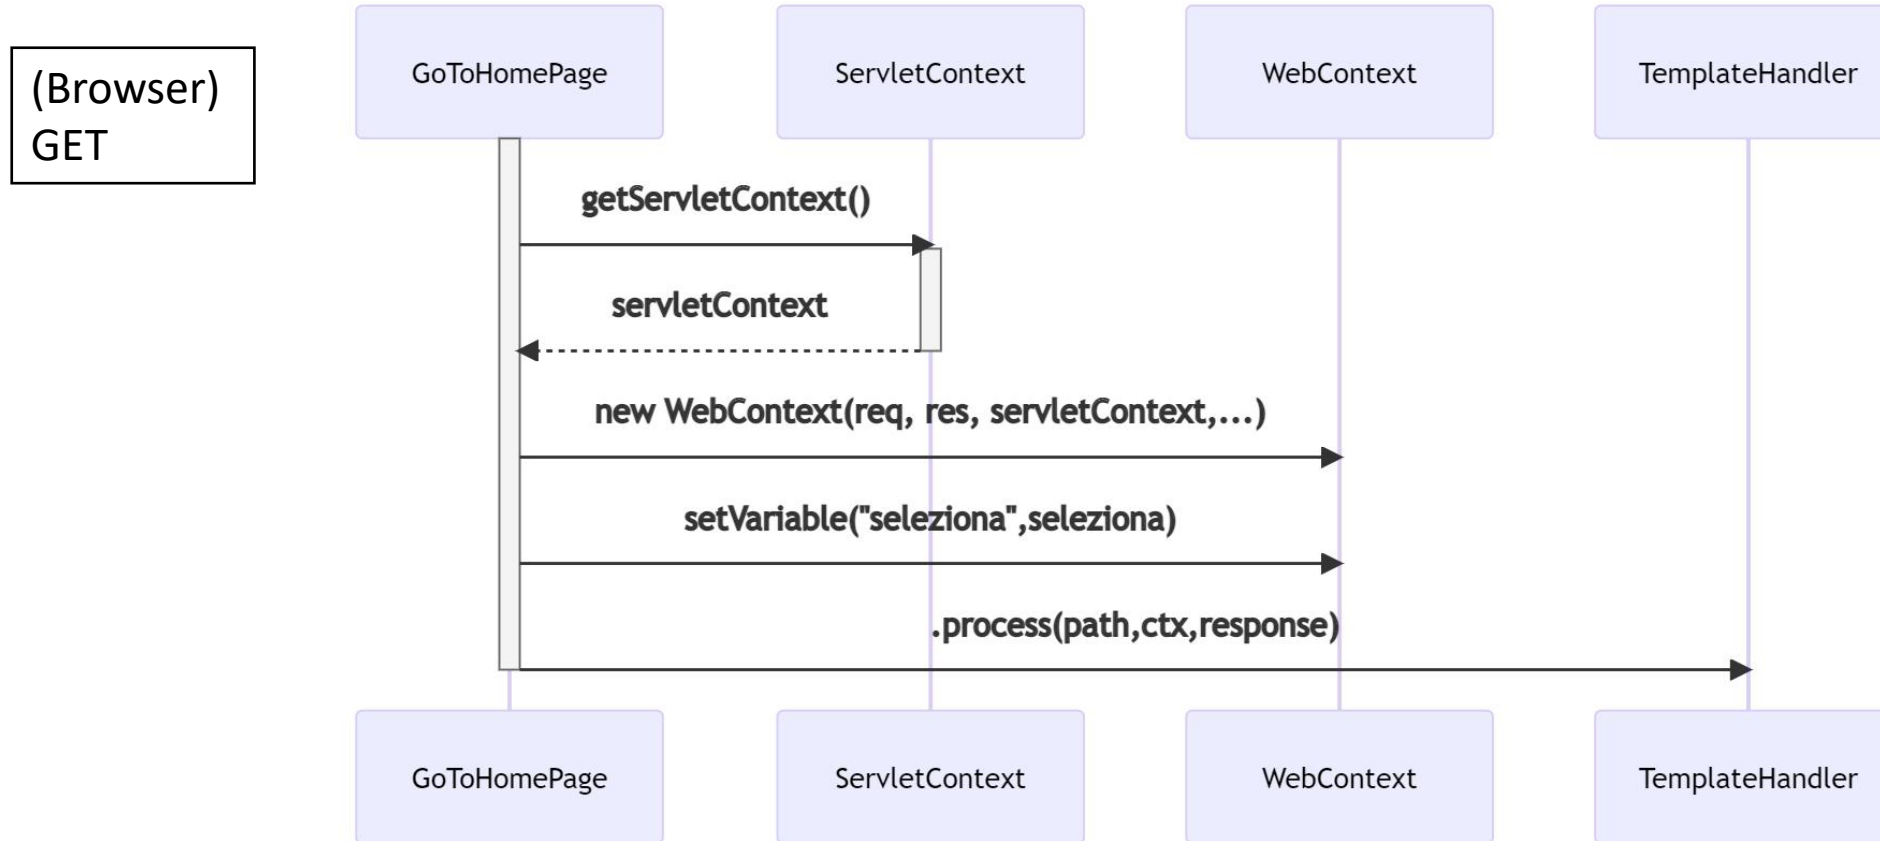 (Browser)
GET
GoToHomePage
ServletContext
WebContext
TemplateHandler
getServletContext()
servletContext
new WebContext(req, res, servletContext,...)
setVariable("seleziona",seleziona)
.process(path,ctx,response)
GoToHomePage
ServletContext
WebContext
TemplateHandler